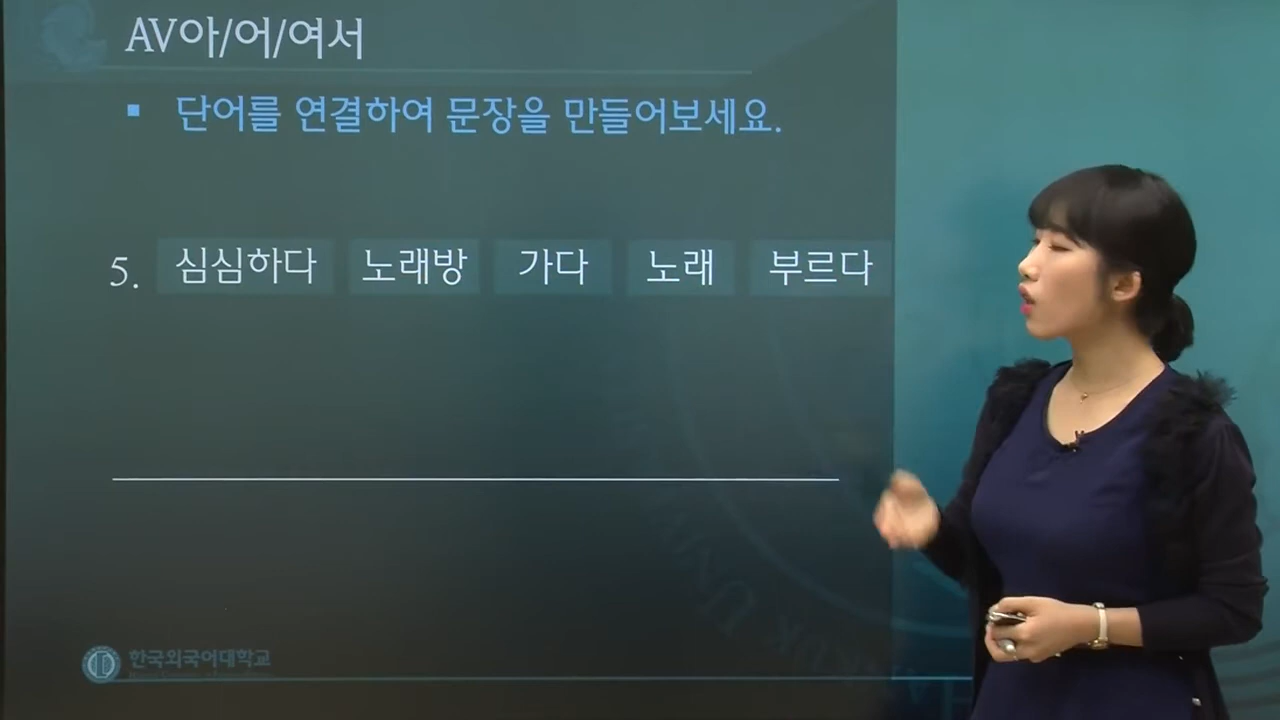 AV아/어/여서
▪ 단어를 연결하여 문장을 만들어보세요.
5. 심심하다 노래방 가다 노래 부르다
한국외국어대학교